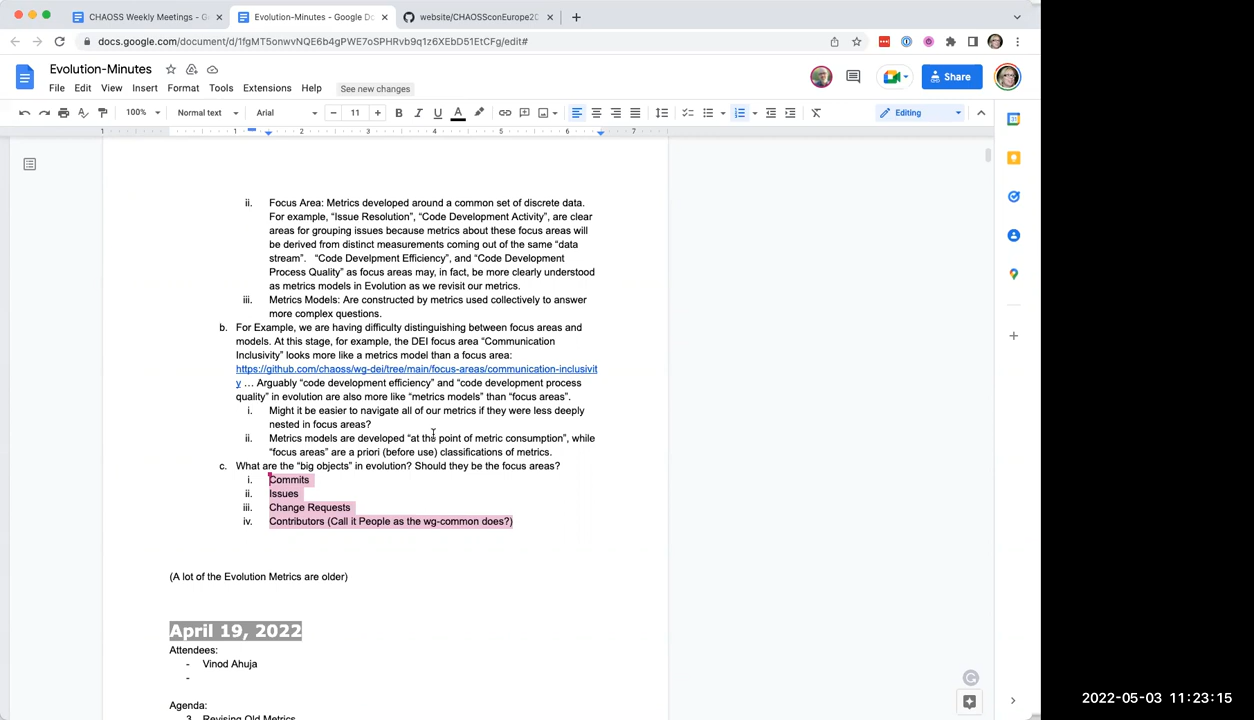 CHAOSS Weekly Meetings - G
Evolution-Minutes - Google Do
website/CHAOSSconEurope20
docs.google.com/document/d/1fgMT5onwvNQE6b4gPWE7oSPHRvb9q1z6XEbD51EtCFg/edit#
Evolution-Minutes
File Edit View Insert Format Tools Extensions Help See new changes
Share
100% Normal text Arial 11 Editing
1 1 2 3 4 5 6 7
ii. Focus Area: Metrics developed around a common set of discrete data.
For example, “Issue Resolution”, “Code Development Activity”, are clear
areas for grouping issues because metrics about these focus areas will
be derived from distinct measurements coming out of the same “data
stream”. “Code Develpment Efficiency”, and “Code Development
Process Quality” as focus areas may, in fact, be more clearly understood
as metrics models in Evolution as we revisit our metrics.
iii. Metrics Models: Are constructed by metrics used collectively to answer
more complex questions.
b. For Example, we are having difficulty distinguishing between focus areas and
models. At this stage, for example, the DEI focus area “Communication
Inclusivity” looks more like a metrics model than a focus area:
https://github.com/chaoss/wg-dei/tree/main/focus-areas/communication-inclusivit
y … Arguably “code development efficiency” and “code development process
quality” in evolution are also more like “metrics models” than “focus areas”.
i. Might it be easier to navigate all of our metrics if they were less deeply
nested in focus areas?
ii. Metrics models are developed “at the point of metric consumption”, while
“focus areas” are a priori (before use) classifications of metrics.
c. What are the “big objects” in evolution? Should they be the focus areas?
i. Commits
ii. Issues
iii. Change Requests
iv. Contributors (Call it People as the wg-common does?)
(A lot of the Evolution Metrics are older)
April 19, 2022
Attendees:
- Vinod Ahuja
-
Agenda:
3. Revising Old Metrics
2022-05-03 11:23:15